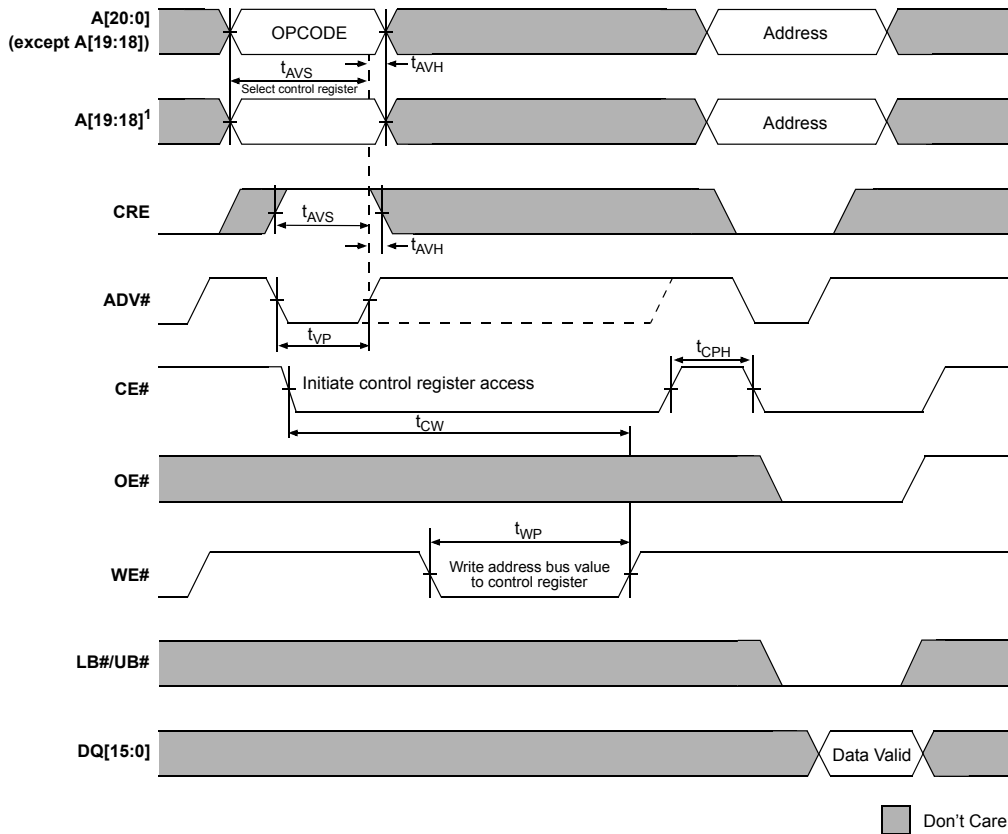 A[20:0]
(except A[19:18])
OPCODE
Address
tAVS
tAVH
Select control register
A[19:18]1
Address
CRE
tAVS
tAVH
ADV#
tVP
tCPH
CE#
Initiate control register access
tCW
OE#
tWP
WE#
Write address bus value
to control register
LB#/UB#
DQ[15:0]
Data Valid
Don't Care